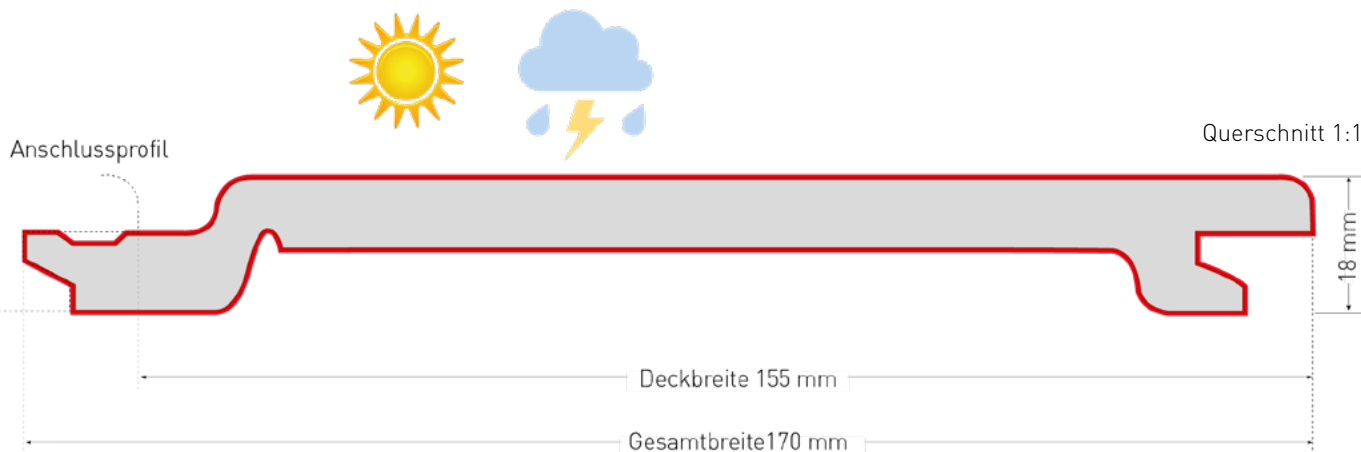 Querschnitt 1:1
Anschlussprofil
18 mm
Deckbreite 155 mm
Gesamtbreite170 mm